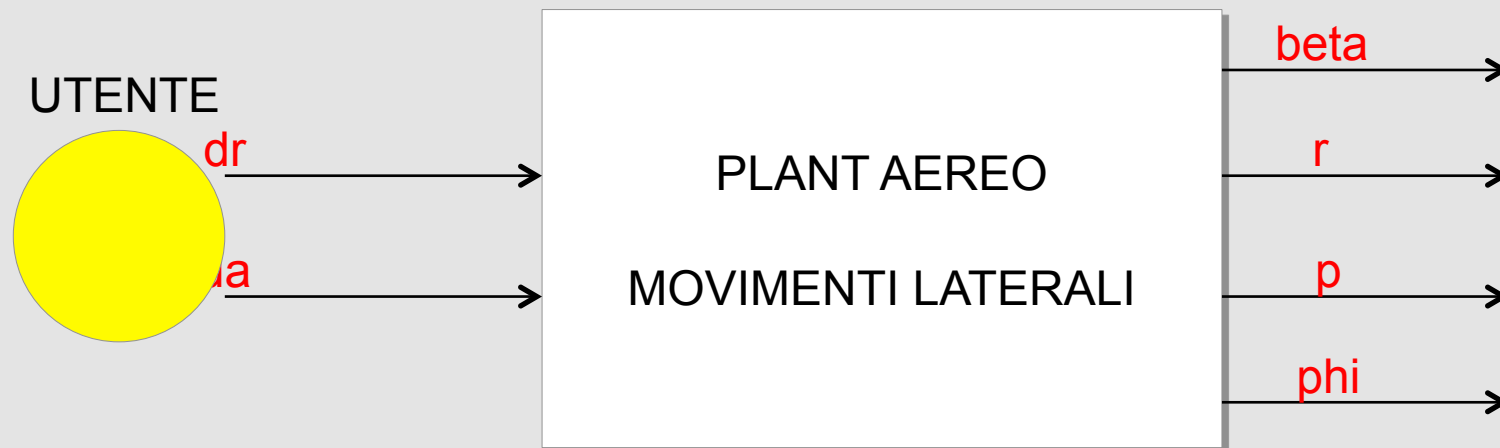 UTENTE
dr
PLANT AEREO
MOVIMENTI LATERALI
beta
r
p
phi